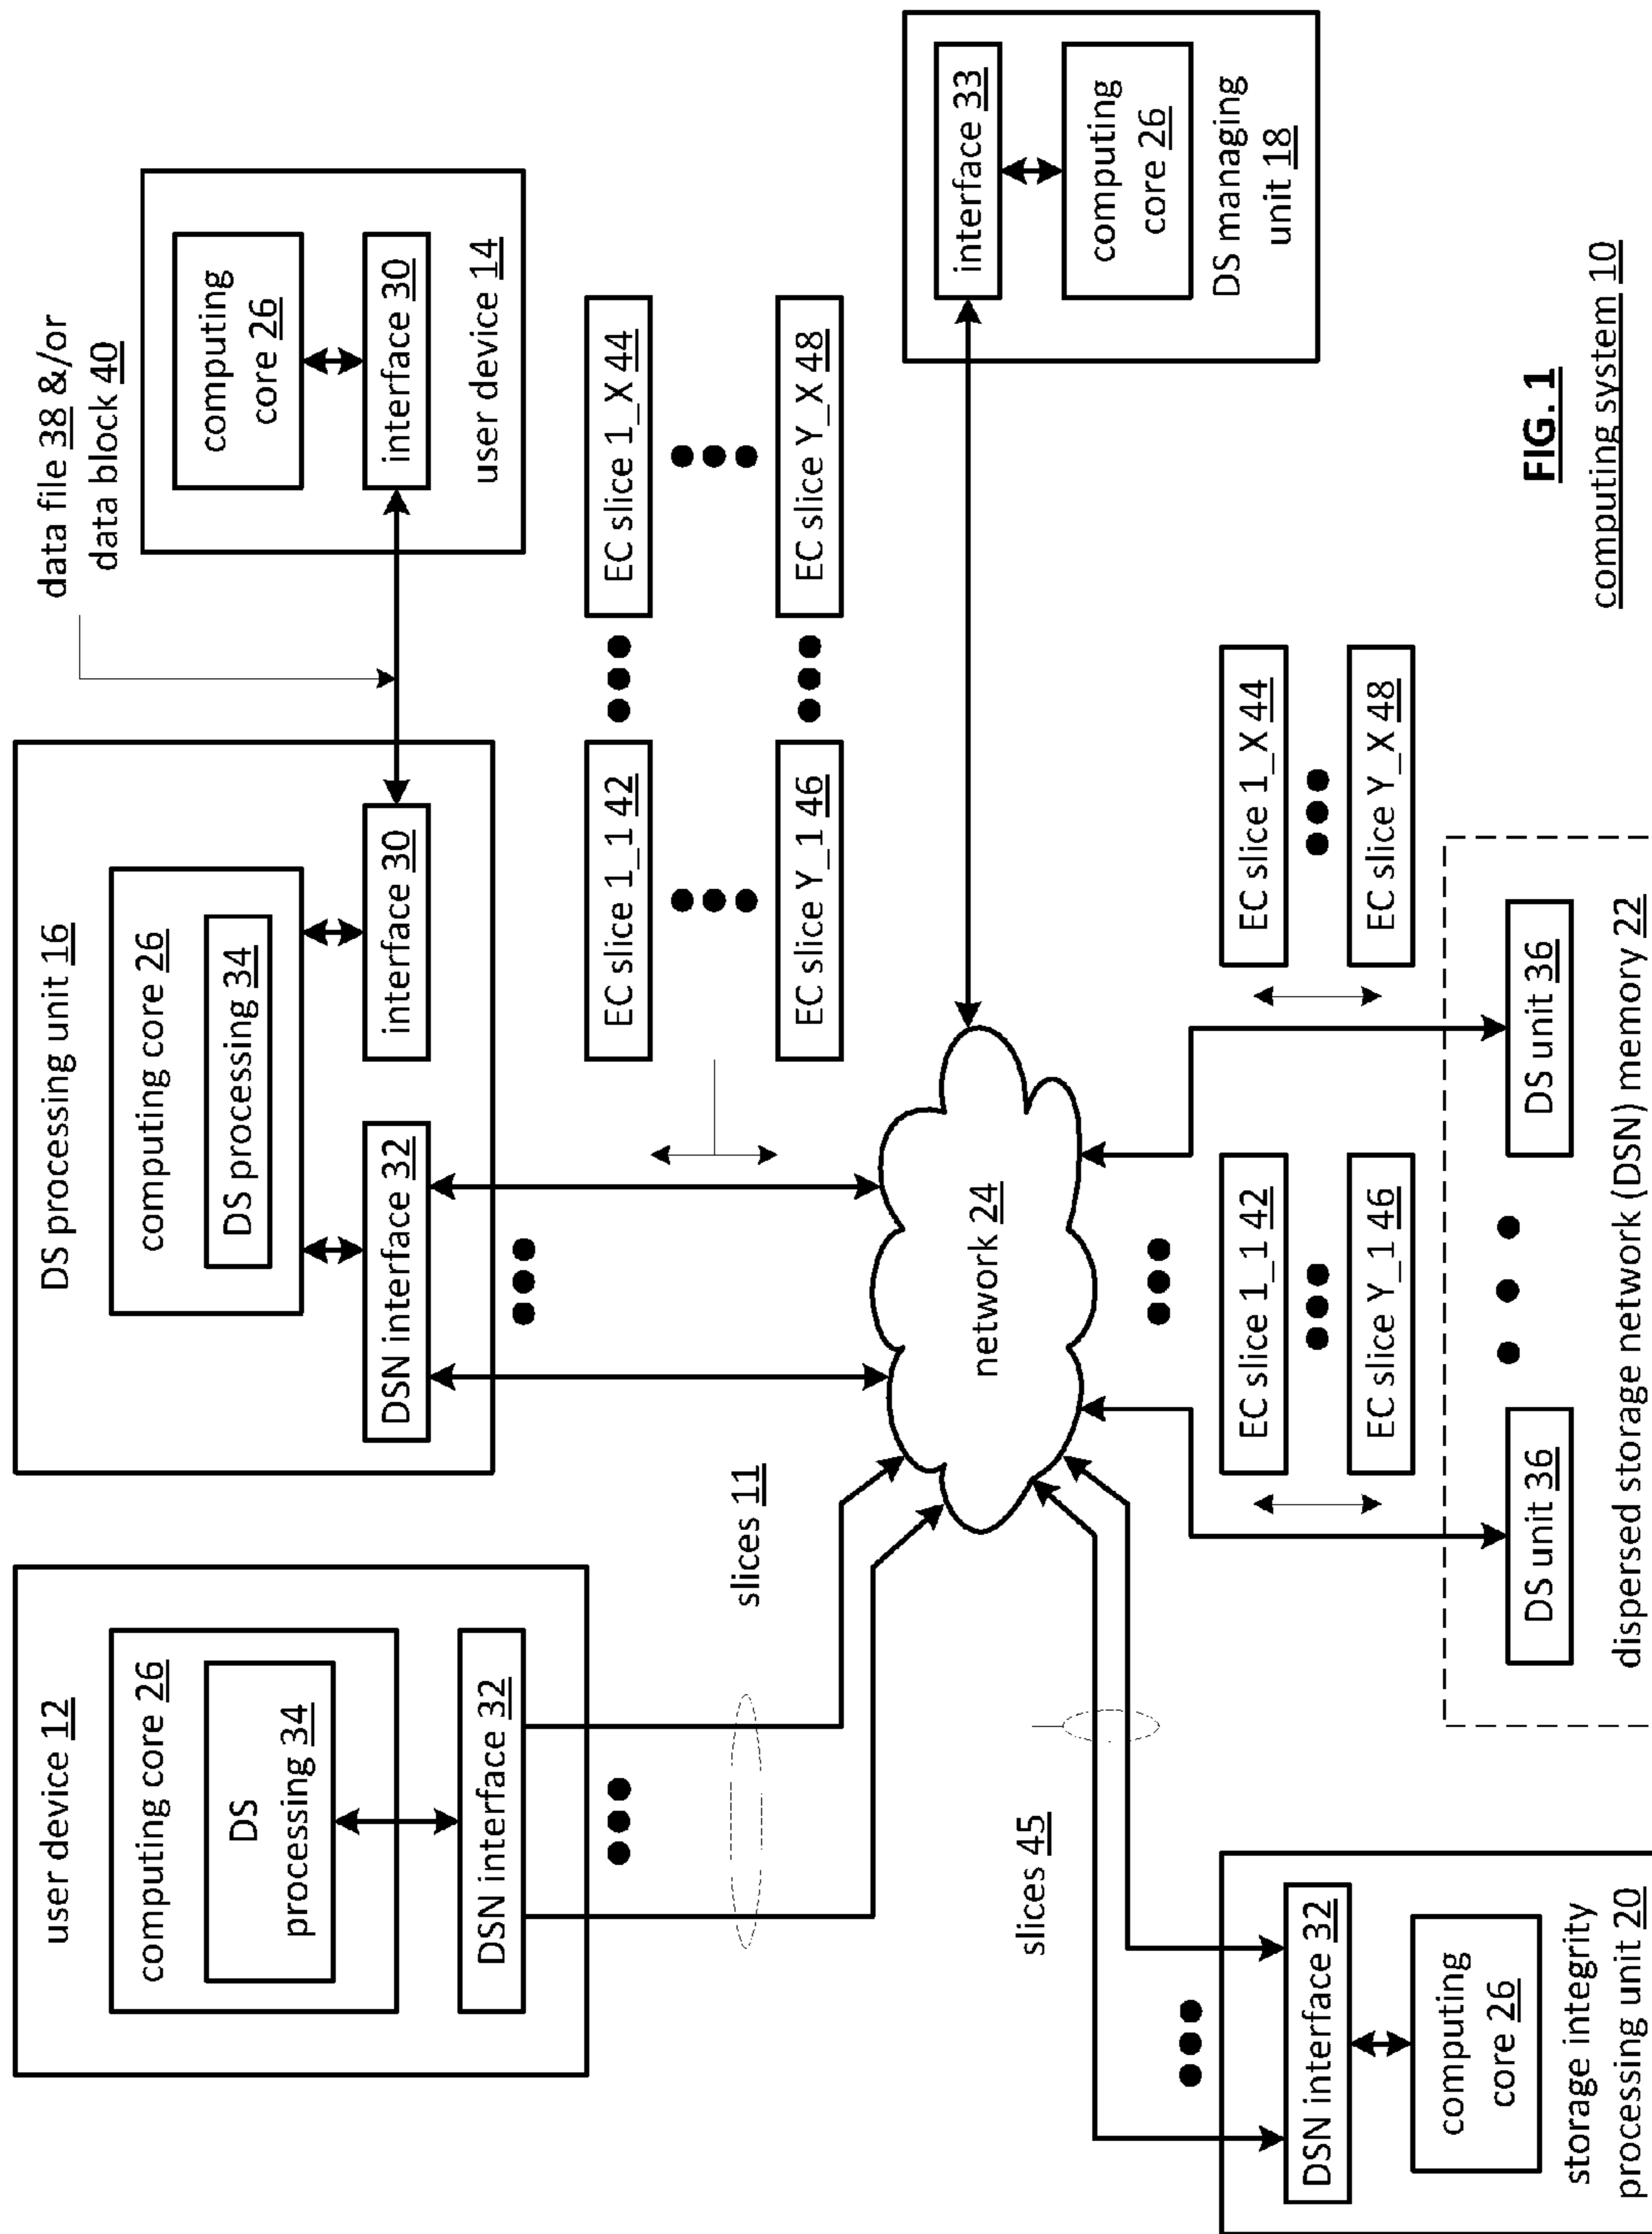 user device 12
computing core 26
DS
processing 34
DSN interface 32
slices 11
DS processing unit 16
computing core 26
DS processing 34
DSN interface 32
interface 30
data file 38 &/or
data block 40
computing
core 26
interface 30
user device 14
EC slice 1_1 42
EC slice 1_X 44
EC slice Y_1 46
EC slice Y_X 48
network 24
interface 33
computing
core 26
DS managing
unit 18
slices 45
DSN interface 32
computing
core 26
storage integrity
processing unit 20
EC slice 1_1 42
EC slice Y_1 46
EC slice 1_X 44
EC slice Y_X 48
DS unit 36
DS unit 36
dispersed storage network (DSN) memory 22
FIG. 1
computing system 10